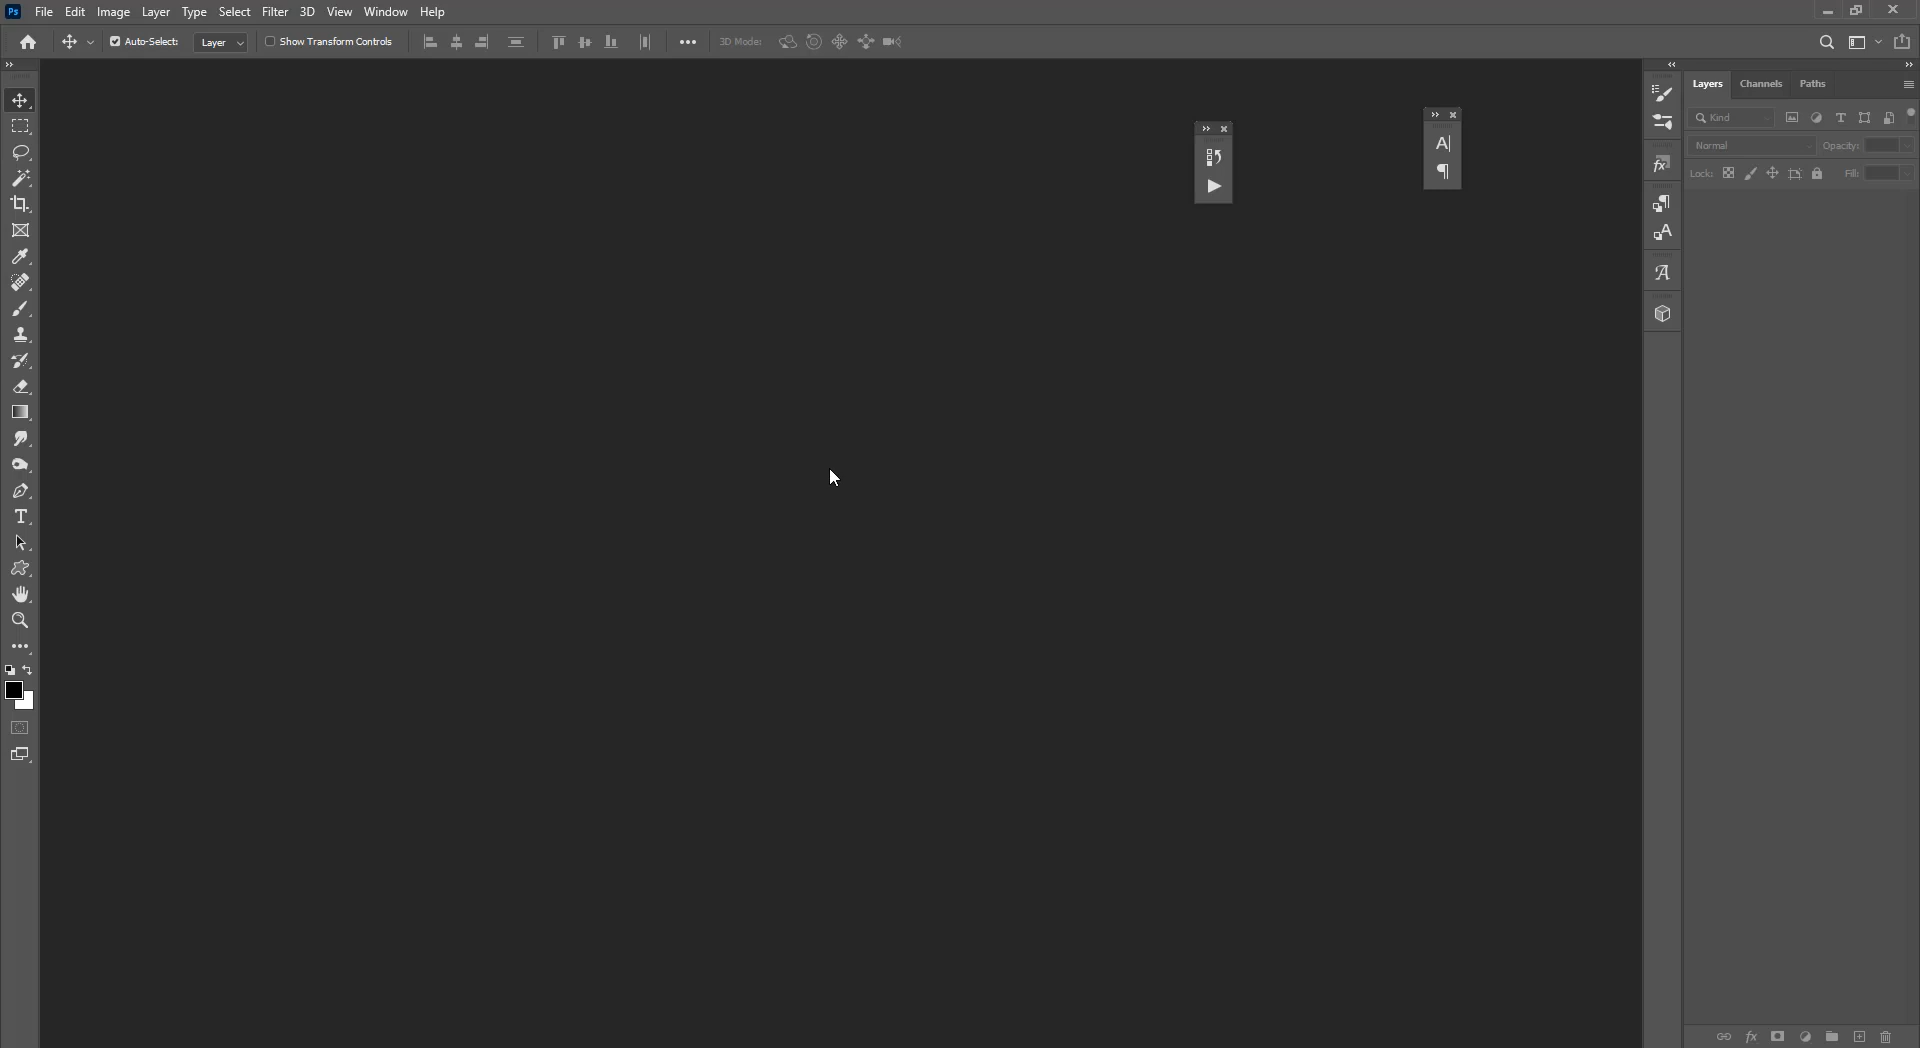 Ps File Edit Image Layer Type Select Filter 3D View Window Help
Auto-Select: Layer Show Transform Controls 3D Mode:
Layers Channels Paths
Kind
Normal Opacity:
Lock: Fill: